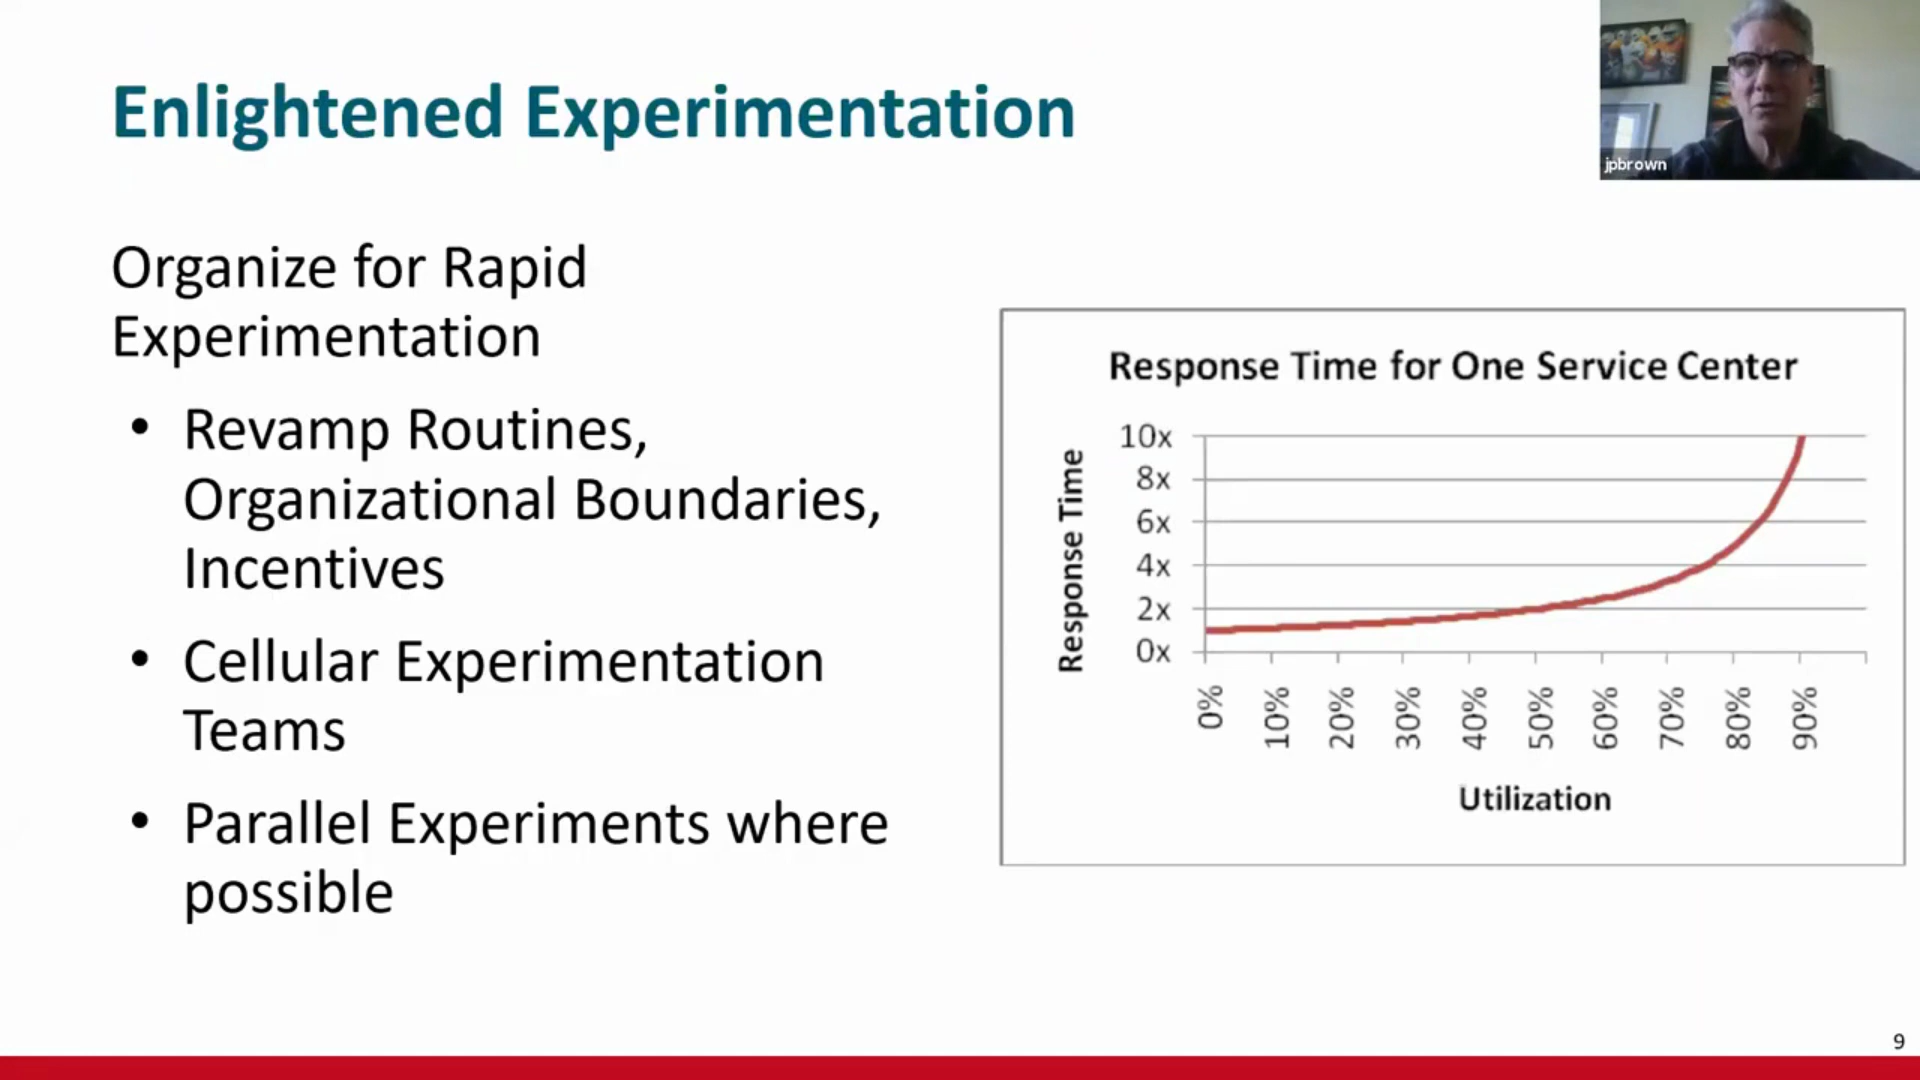 Enlightened Experimentation
jpbrown
Organize for Rapid
Experimentation
• Revamp Routines,
Organizational Boundaries,
Incentives
• Cellular Experimentation
Teams
• Parallel Experiments where
possible
Response Time for One Service Center
Response Time
10x
8x
6x
4x
2x
0x
0%
10%
20%
30%
40%
50%
60%
70%
80%
90%
Utilization
9